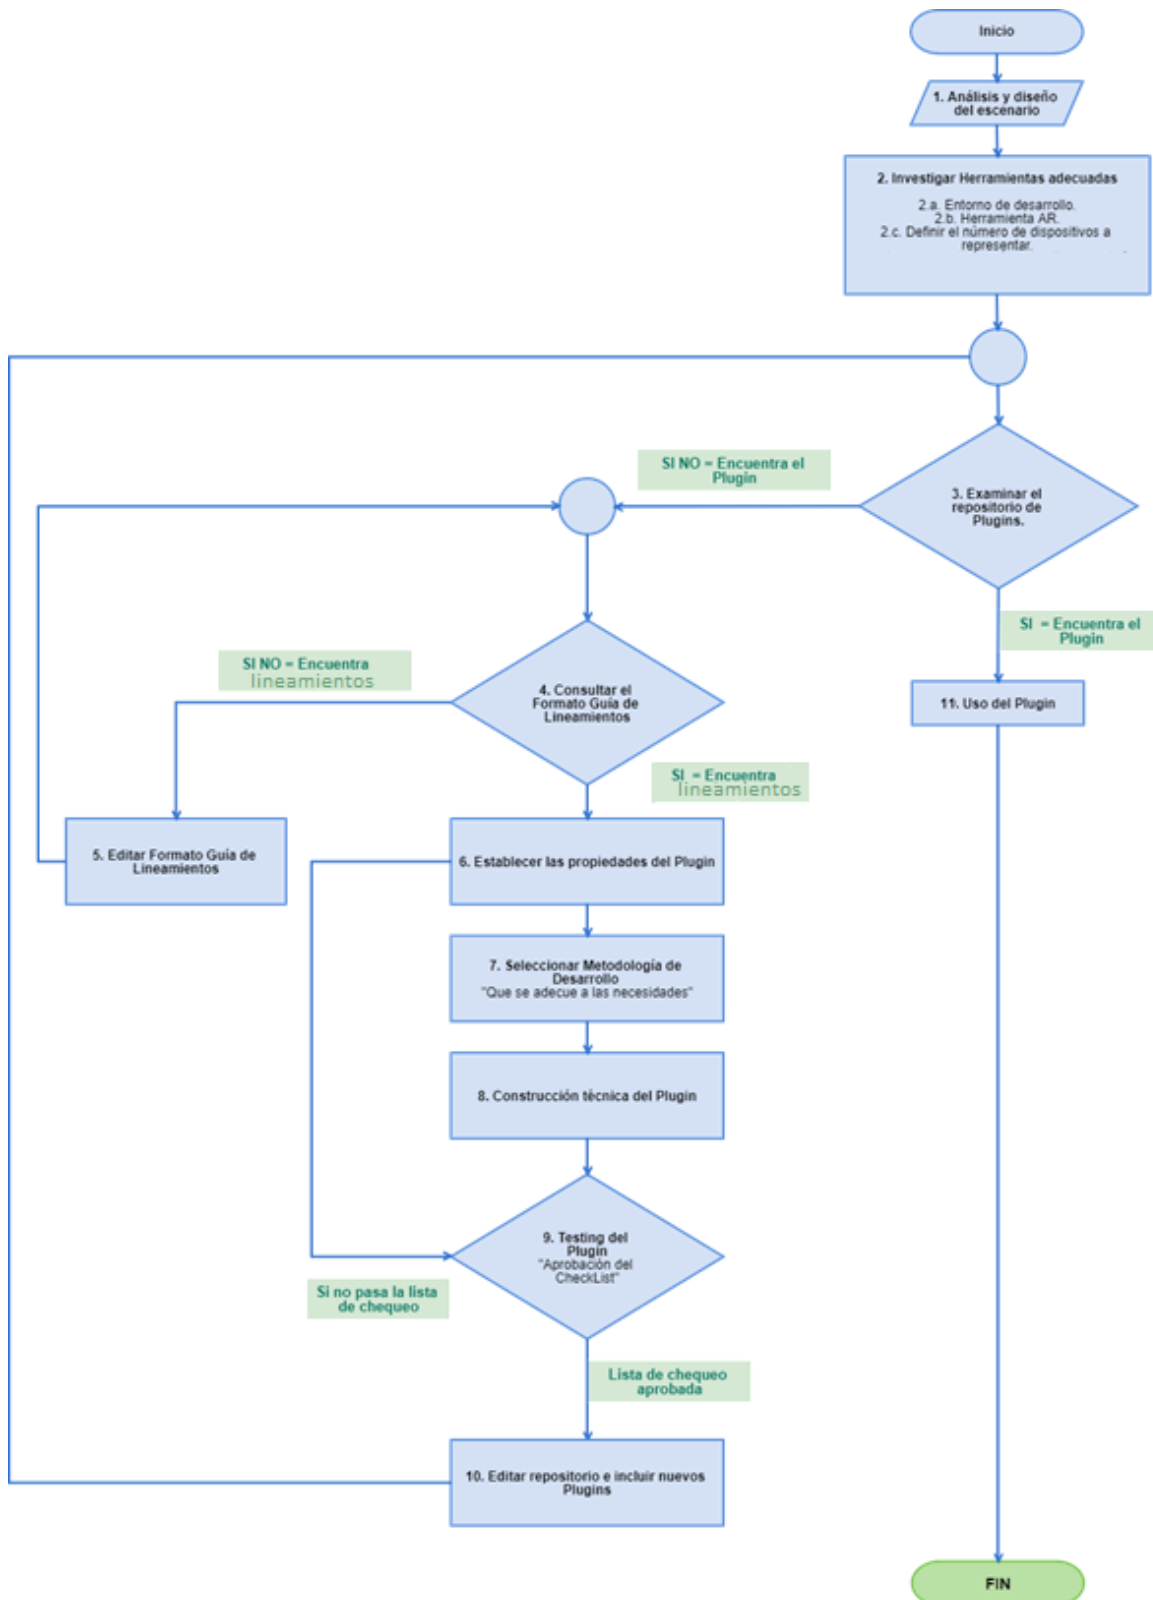 Inicio
1. Análisis y diseño
del escenario
2. Investigar Herramientas adecuadas
2.a. Entorno de desarrollo.
2.b. Herramienta AR.
2.c. Definir el número de dispositivos a
representar.
SI NO = Encuentra el
Plugin
3. Examinar el
repositorio de
Plugins.
SI = Encuentra el
Plugin
SI NO = Encuentra
lineamientos
4. Consultar el
Formato Guía de
Lineamientos
11. Uso del Plugin
SI = Encuentra
lineamientos
5. Editar Formato Guía de
Lineamientos
6. Establecer las propiedades del Plugin
7. Seleccionar Metodología de
Desarrollo
"Que se adecue a las necesidades"
8. Construcción técnica del Plugin
9. Testing del
Plugin
"Aprobación del
CheckList"
Si no pasa la lista
de chequeo
Lista de chequeo
aprobada
10. Editar repositorio e incluir nuevos
Plugins
FIN